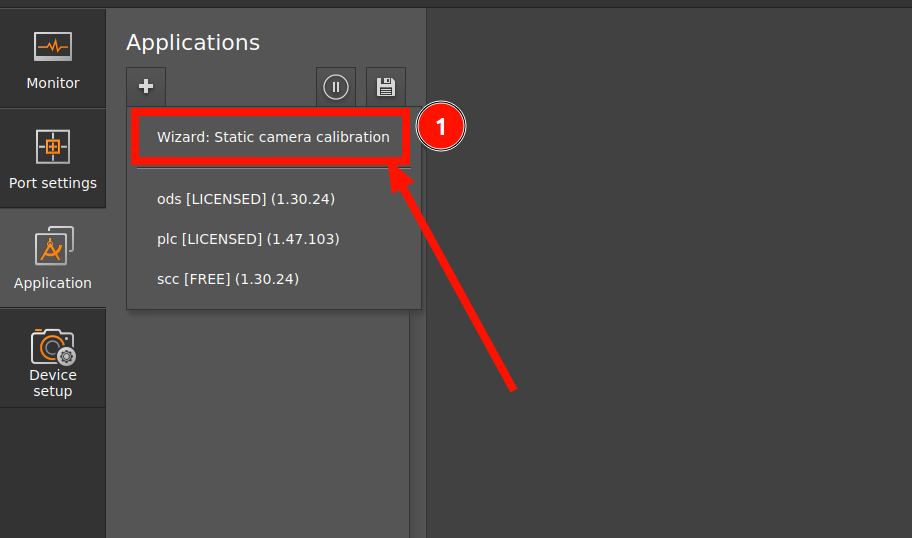 Applications
Monitor
Wizard: Static camera calibration
1
Port settings
ods [LICENSED] (1.30.24)
plc [LICENSED] (1.47.103)
scc [FREE] (1.30.24)
Application
Device
setup